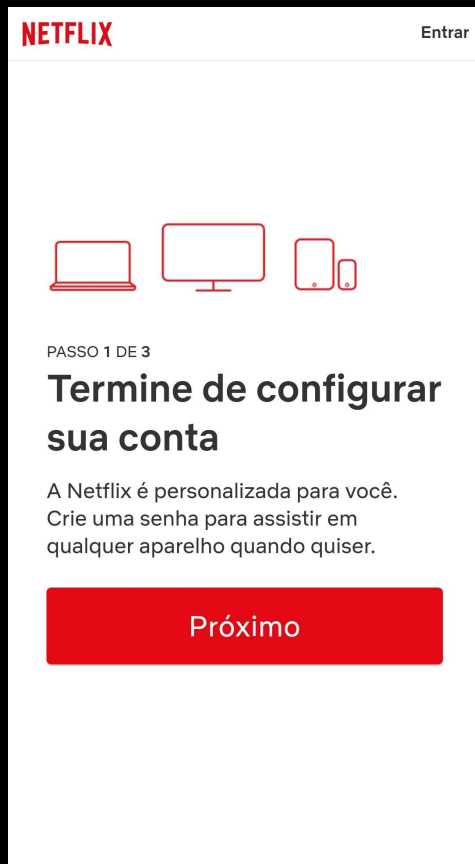 NETFLIX
Entrar
PASSO 1 DE 3
Termine de configurar
sua conta
A Netflix é personalizada para você.
Crie uma senha para assistir em
qualquer aparelho quando quiser.
Próximo